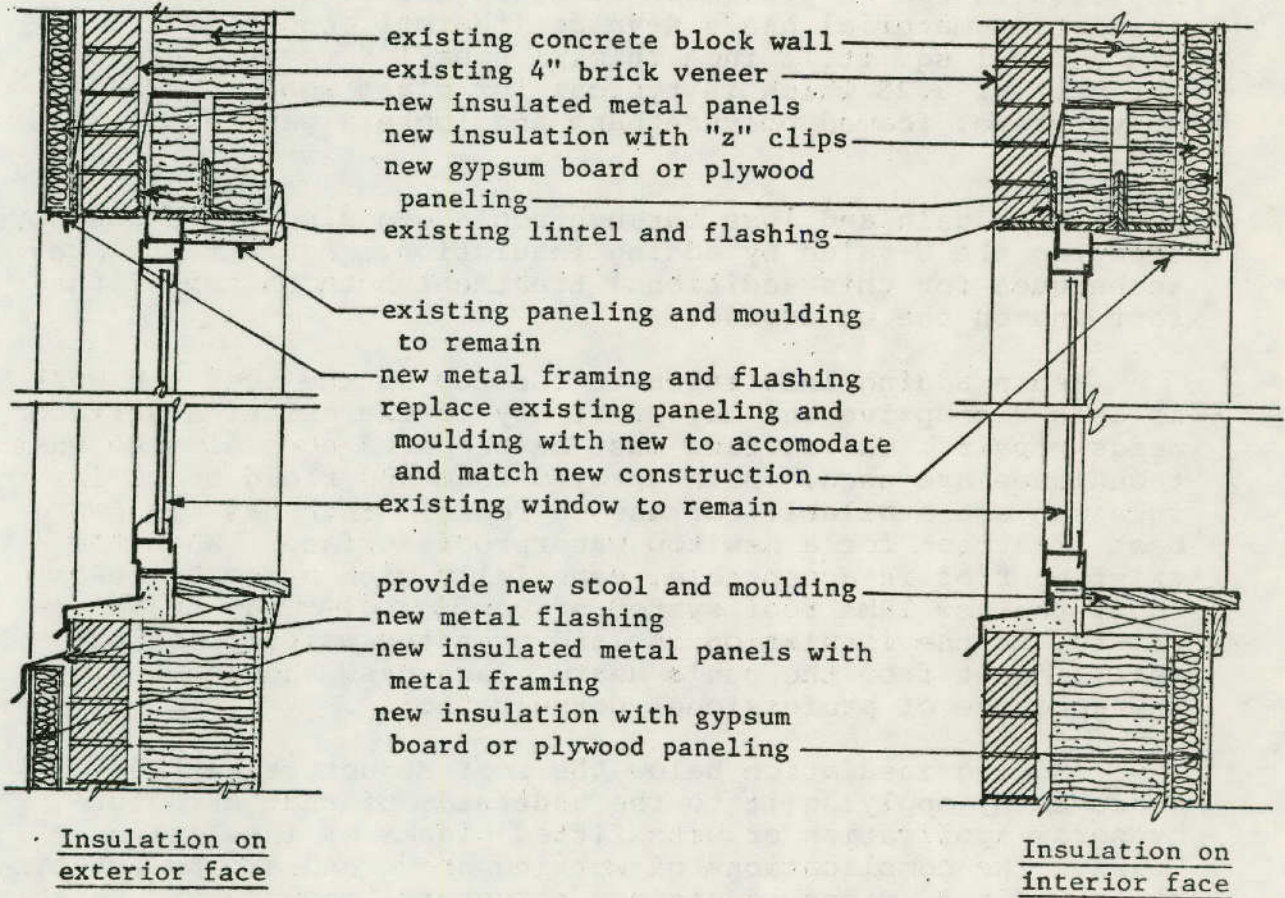 existing concrete block wall
existing 4" brick veneer
new insulated metal panels
new insulation with "z" clips
new gypsum board or plywood
paneling
existing lintel and flashing
existing paneling and moulding
to remain
new metal framing and flashing
replace existing paneling and
moulding with new to accomodate
and match new construction
existing window to remain
provide new stool and moulding
new metal flashing
new insulated metal panels with
metal framing
new insulation with gypsum
board or plywood paneling
Insulation on
exterior face
Insulation on
interior face